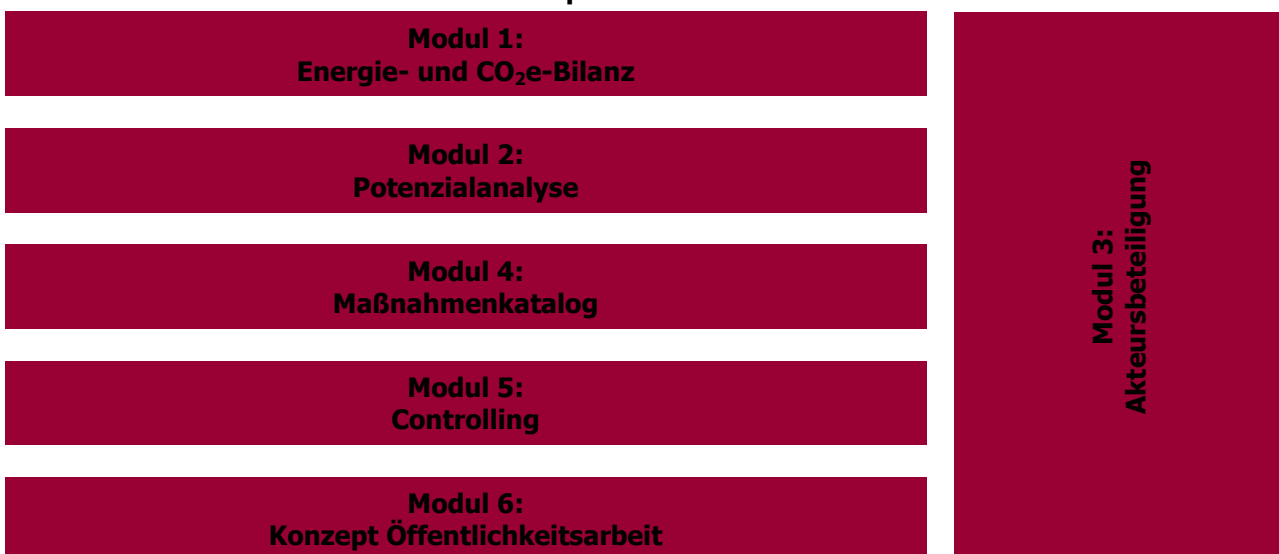 Modul 1:
Energie- und CO₂e-Bilanz
Modul 2:
Potenzialanalyse
Modul 4:
Maßnahmenkatalog
Modul 5:
Controlling
Modul 6:
Konzept Öffentlichkeitsarbeit
Modul 3:
Akteursbeteiligung